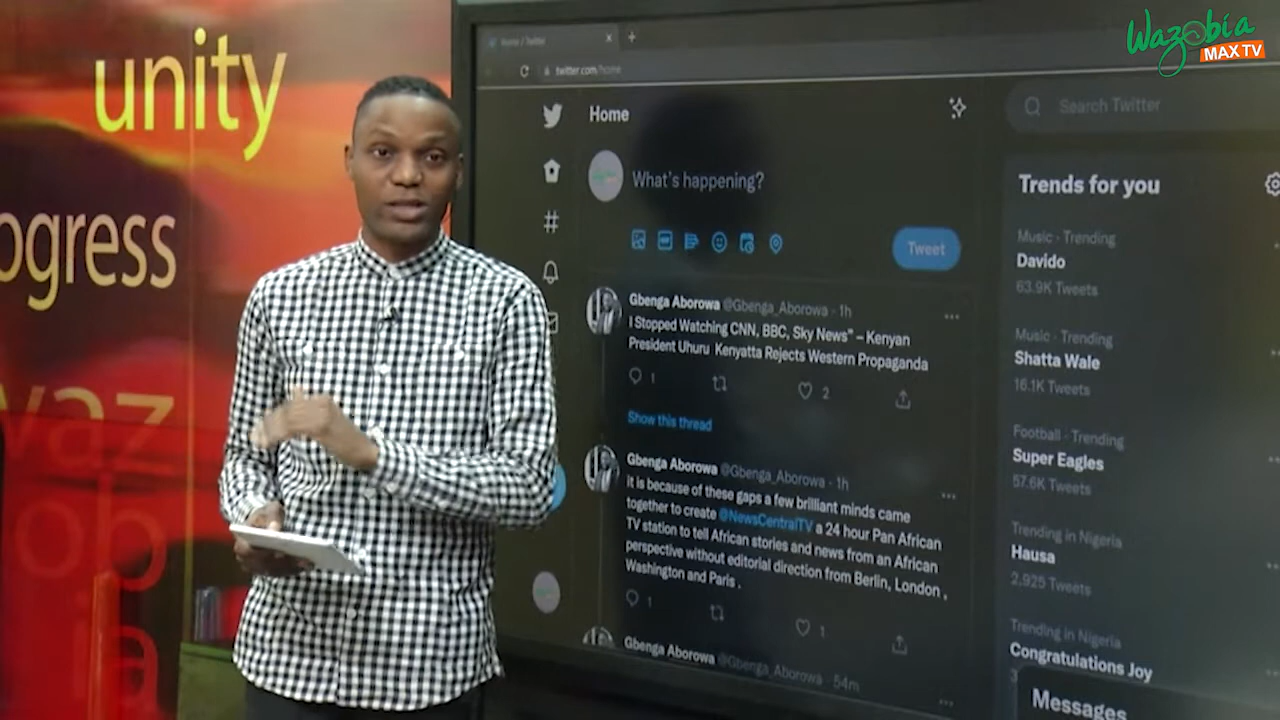 unity
ogress
waz
ob
ia
Wazobia
MAX TV
Home / Twitter
twitter.com/home
Home
What's happening?
Tweet
Gbenga Aborowa @Gbenga_Aborowa · 1h
I Stopped Watching CNN, BBC, Sky News" – Kenyan
President Uhuru Kenyatta Rejects Western Propaganda
1
2
Show this thread
Gbenga Aborowa @Gbenga_Aborowa · 1h
it is because of these gaps a few brilliant minds came
together to create @NewsCentralTV a 24 hour Pan African
TV station to tell African stories and news from an African
perspective without editorial direction from Berlin, London ,
Washington and Paris .
1
1
Gbenga Aborowa @Gbenga_Aborowa · 54m
Search Twitter
Trends for you
Music · Trending
Davido
63.9K Tweets
Music · Trending
Shatta Wale
16.1K Tweets
Football · Trending
Super Eagles
57.6K Tweets
Trending in Nigeria
Hausa
2,925 Tweets
Trending in Nigeria
Congratulations Joy
Messages